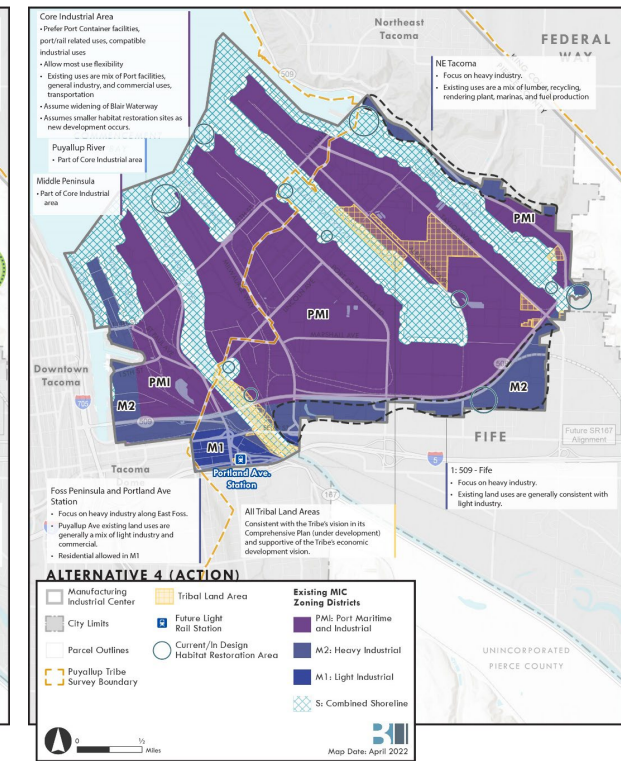 Core Industrial Area
• Prefer Port Container facilities,
port/rail related uses, compatible
industrial uses
• Allow most use flexibility
• Existing uses are mix of Port facilities,
general industry, and commercial uses,
transportation
• Assume widening of Blair Waterway
• Assumes smaller habitat restoration sites as
new development occurs.
Puyallup River
• Part of Core Industrial area
Middle Peninsula
• Part of Core Industrial
area
Northeast
Tacoma
FEDERAL
WAY
509
NE Tacoma
• Focus on heavy industry.
• Existing uses are a mix of lumber, recycling,
rendering plant, marinas, and fuel production
PMI
PMI
PMI
M2
M2
M1
Downtown
Tacoma
705
509
509
Tacoma
Dome
Portland Ave.
Station
FIFE
5
167
Future SR167
Alignment
1: 509 - Fife
• Focus on heavy industry.
• Existing land uses are generally consistent with
light industry.
Foss Peninsula and Portland Ave
Station
• Focus on heavy industry along East Foss.
• Puyallup Ave existing land uses are
generally a mix of light industry and
commercial.
• Residential allowed in M1
All Tribal Land Areas
Consistent with the Tribe's vision in its
Comprehensive Plan (under development)
and supportive of the Tribe's economic
development vision.
UNINCORPORATED
PIERCE COUNTY
ALTERNATIVE 4 (ACTION)
Manufacturing
Industrial Center
City Limits
Parcel Outlines
Puyallup Tribe
Survey Boundary
Tribal Land Area
Future Light
Rail Station
Current/In Design
Habitat Restoration Area
Existing MIC
Zoning Districts
PMI: Port Maritime
and Industrial
M2: Heavy Industrial
M1: Light Industrial
S: Combined Shoreline
0 ½
Miles
Map Date: April 2022